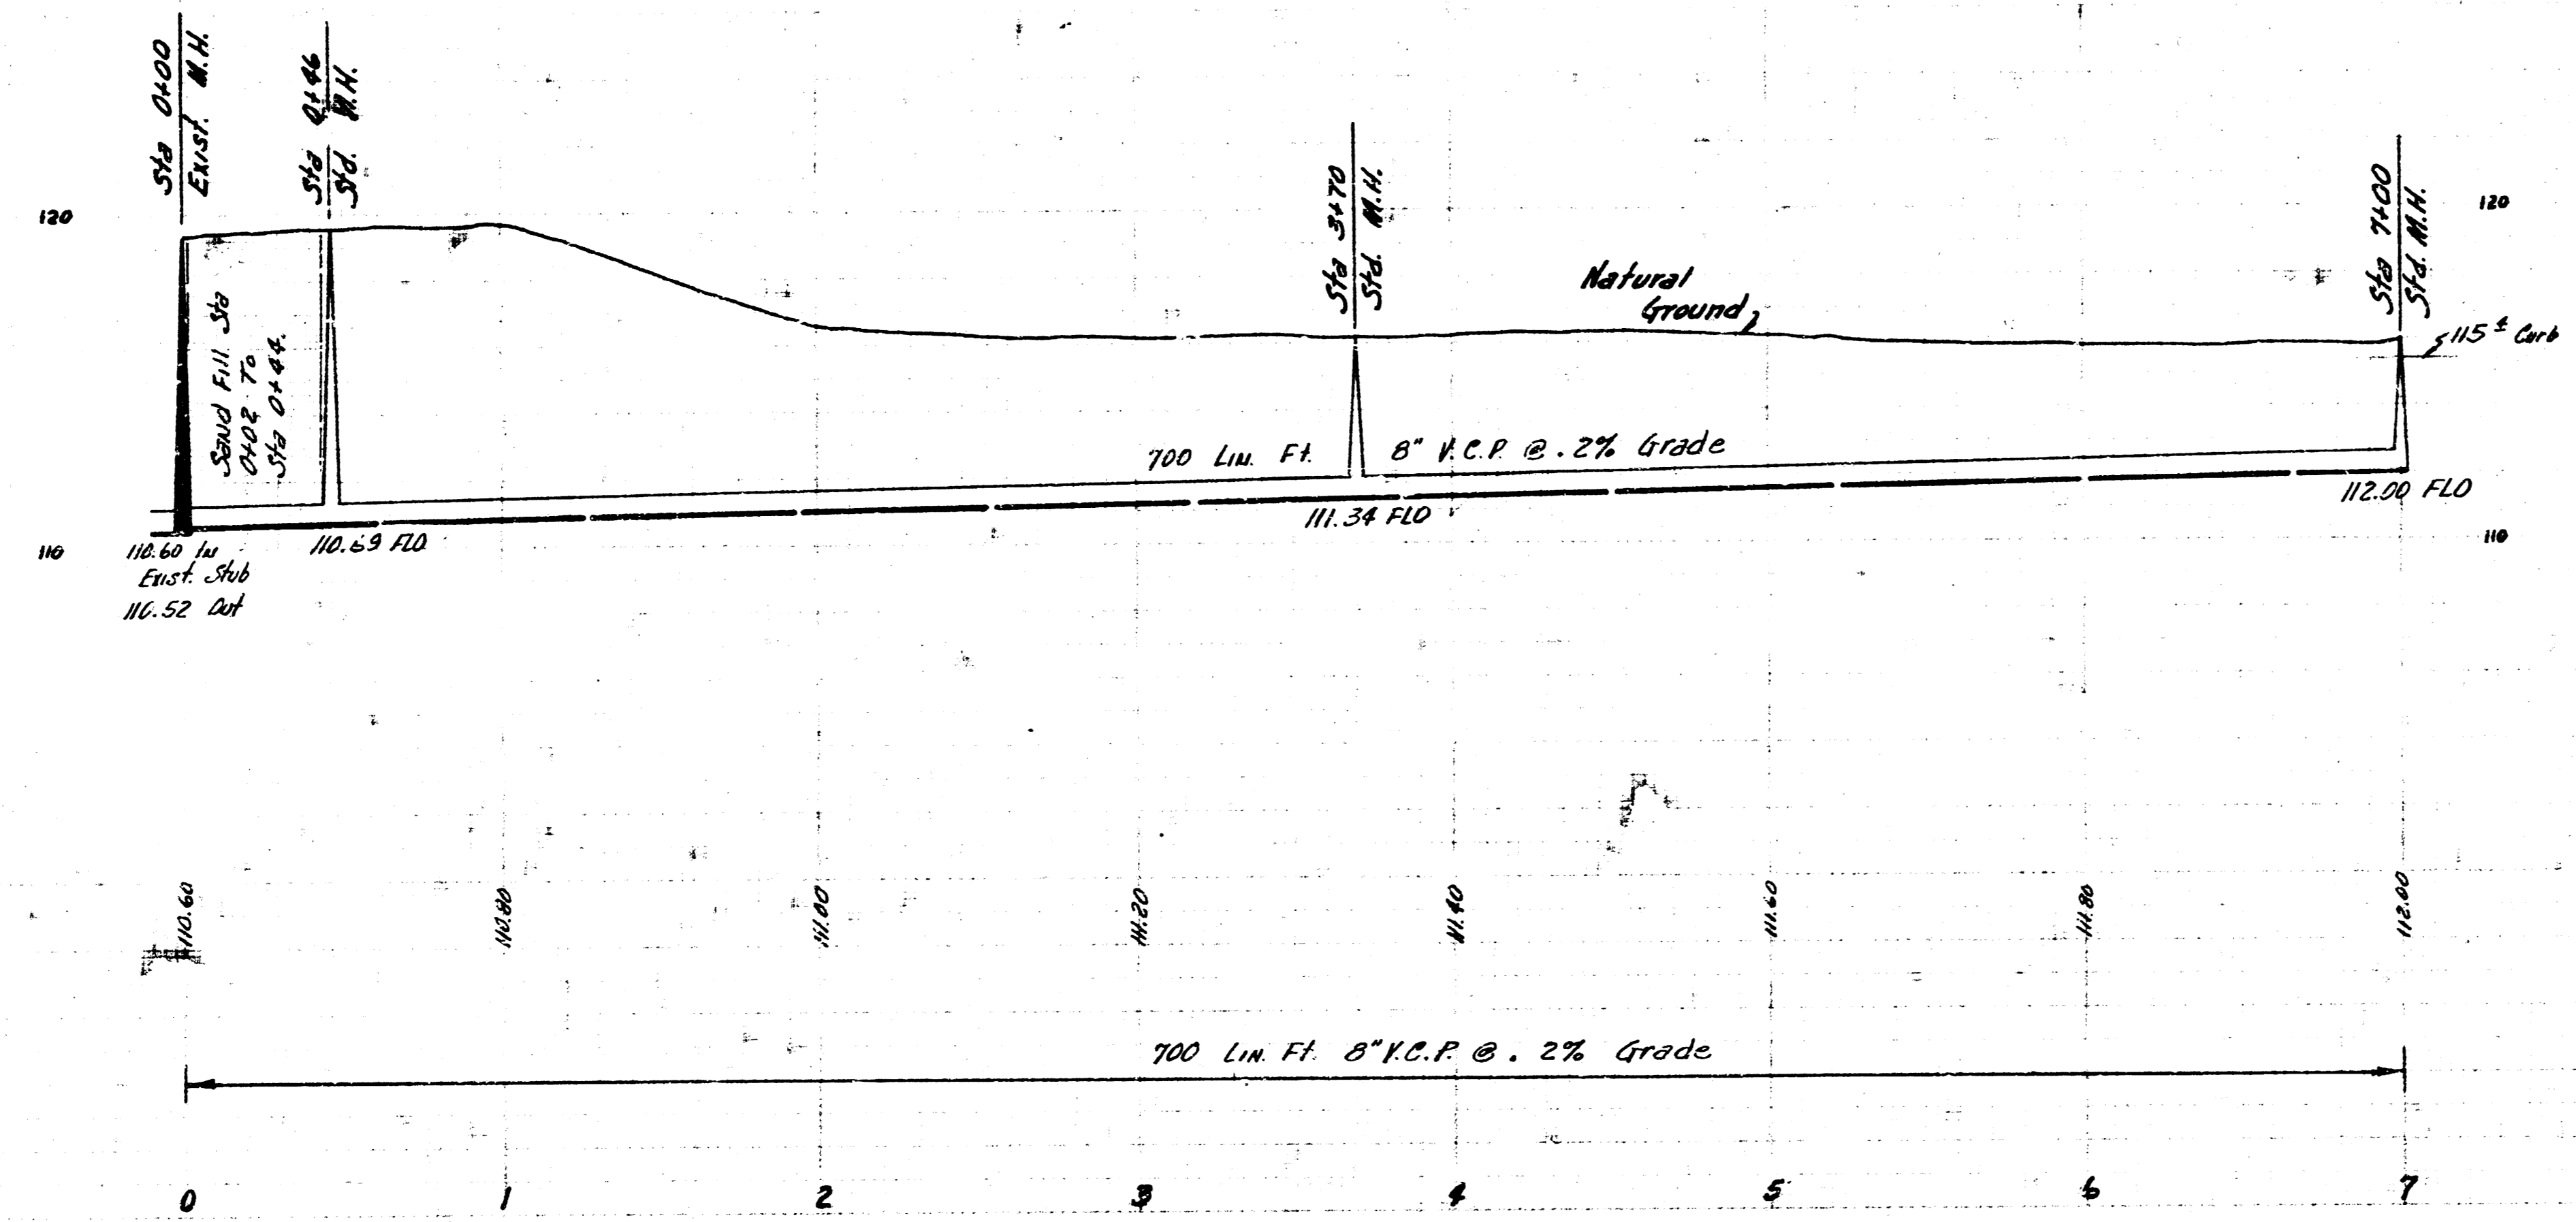 Sta 0+00
Exist. M.H.
Sta 0+46
Std. M.H.
Sta 3+70
Std. M.H.
Sta 7+00
Std. M.H.
120
120
Natural
Ground
115± Curb
Sand Fill Sta
0+02 To
Sta 0+44.
700 Lin. Ft. 8" V.C.P. @ .2% Grade
110
110.60 In
Exist. Stub
110.52 Out
110.69 FLO
111.34 FLO
112.00 FLO
110
110.60
110.80
111.00
111.20
111.40
111.60
111.80
112.00
700 Lin. Ft. 8" V.C.P. @ .2% Grade
0 1 2 3 4 5 6 7